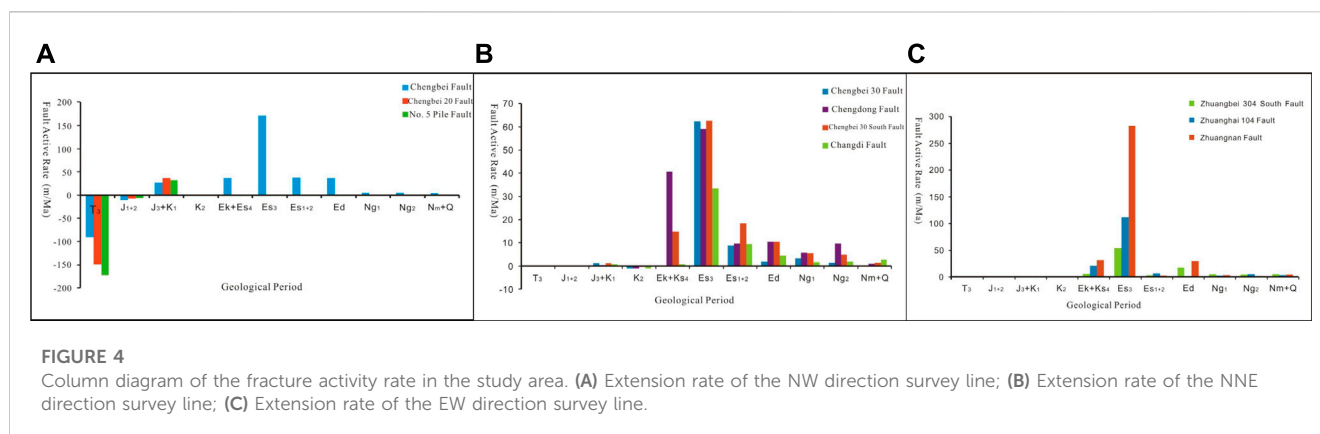 A
Fault Active Rate (m/Ma)
200
150
100
50
0
-50
-100
-150
-200
Chengbei Fault
Chengbei 20 Fault
No. 5 Pile Fault
T₃ J₁₊₂ J₃+K₁ K₂ Ek+Es₄ Es₃ Es₁₊₂ Ed Ng₁ Ng₂ Nm+Q
Geological Period
B
Fault Active Rate (m/Ma)
70
60
50
40
30
20
10
0
-10
Chengbei 30 Fault
Chengdong Fault
Chengbei 30 South Fault
Changdi Fault
T₃ J₁₊₂ J₃+K₁ K₂ Ek+Ks₄ Es₃ Es₁₊₂ Ed Ng₁ Ng₂ Nm+Q
Geological Period
C
Fault Active Rate (m/Ma)
300
250
200
150
100
50
0
Zhuangbei 304 South Fault
Zhuanghai 104 Fault
Zhuangnan Fault
T₃ J₁₊₂ J₃+K₁ K₂ Ek+Ks₄ Es₃ Es₁₊₂ Ed Ng₁ Ng₂ Nm+Q
Geological Period
FIGURE 4
Column diagram of the fracture activity rate in the study area. (A) Extension rate of the NW direction survey line; (B) Extension rate of the NNE
direction survey line; (C) Extension rate of the EW direction survey line.